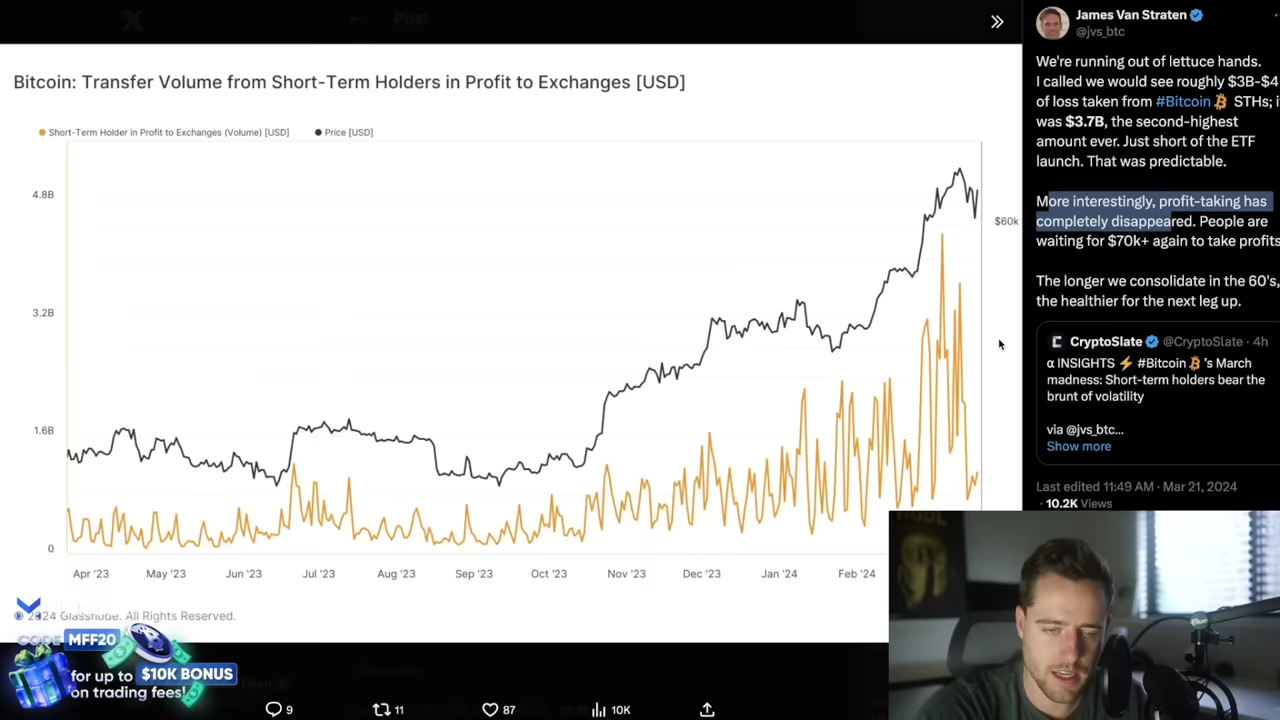 Post
Bitcoin: Transfer Volume from Short-Term Holders in Profit to Exchanges [USD]
Short-Term Holder in Profit to Exchanges (Volume) [USD]
Price [USD]
4.8B
3.2B
1.6B
0
$60k
Apr '23
May '23
Jun '23
Jul '23
Aug '23
Sep '23
Oct '23
Nov '23
Dec '23
Jan '24
Feb '24
2024 Glassnode. All Rights Reserved.
CODE MFF20
for up to $10K BONUS
on trading fees!
9
11
87
10K
James Van Straten
@jvs_btc
We're running out of lettuce hands.
I called we would see roughly $3B-$4
of loss taken from #Bitcoin STHs; i
was $3.7B, the second-highest
amount ever. Just short of the ETF
launch. That was predictable.
More interestingly, profit-taking has
completely disappeared. People are
waiting for $70k+ again to take profits
The longer we consolidate in the 60's,
the healthier for the next leg up.
CryptoSlate @CryptoSlate · 4h
α INSIGHTS ⚡ #Bitcoin 's March
madness: Short-term holders bear the
brunt of volatility
via @jvs_btc...
Show more
Last edited 11:49 AM · Mar 21, 2024
· 10.2K Views